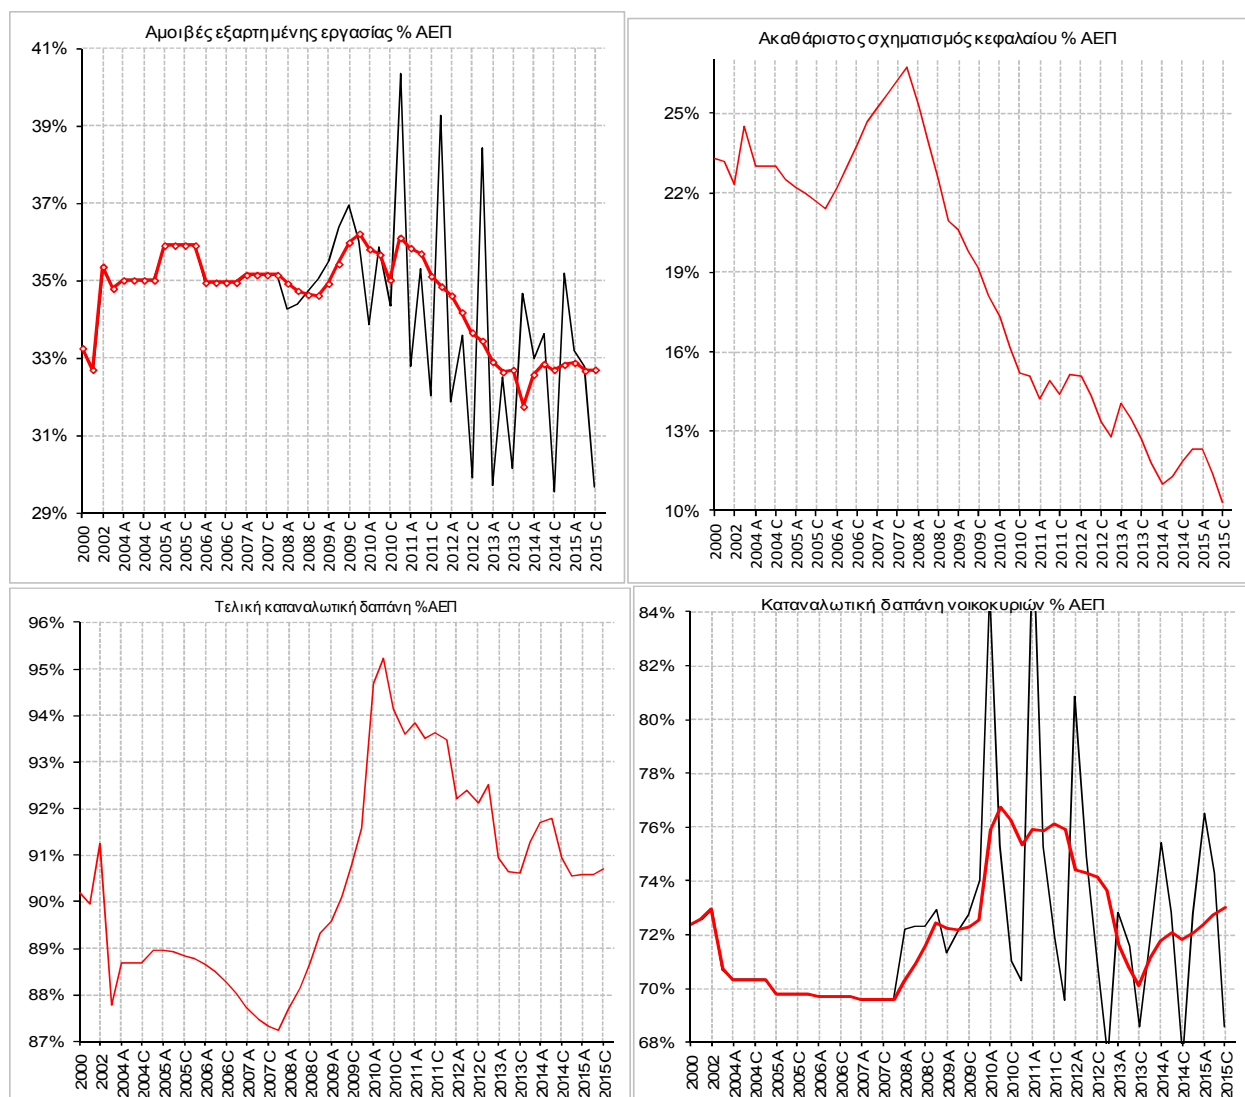 Αμοιβές εξαρτημένης εργασίας % ΑΕΠ
41%
39%
37%
35%
33%
31%
29%
2000
2002
2004 A
2004 C
2005 A
2005 C
2006 A
2006 C
2007 A
2007 C
2008 A
2008 C
2009 A
2009 C
2010 A
2010 C
2011 A
2011 C
2012 A
2012 C
2013 A
2013 C
2014 A
2014 C
2015 A
2015 C
Ακαθάριστος σχηματισμός κεφαλαίου % ΑΕΠ
25%
22%
19%
16%
13%
10%
2000
2002
2004 A
2004 C
2005 A
2005 C
2006 A
2006 C
2007 A
2007 C
2008 A
2008 C
2009 A
2009 C
2010 A
2010 C
2011 A
2011 C
2012 A
2012 C
2013 A
2013 C
2014 A
2014 C
2015 A
2015 C
Τελική καταναλωτική δαπάνη %ΑΕΠ
96%
95%
94%
93%
92%
91%
90%
89%
88%
87%
2000
2002
2004 A
2004 C
2005 A
2005 C
2006 A
2006 C
2007 A
2007 C
2008 A
2008 C
2009 A
2009 C
2010 A
2010 C
2011 A
2011 C
2012 A
2012 C
2013 A
2013 C
2014 A
2014 C
2015 A
2015 C
Καταναλωτική δαπάνη νοικοκυριών % ΑΕΠ
84%
82%
80%
78%
76%
74%
72%
70%
68%
2000
2002
2004 A
2004 C
2005 A
2005 C
2006 A
2006 C
2007 A
2007 C
2008 A
2008 C
2009 A
2009 C
2010 A
2010 C
2011 A
2011 C
2012 A
2012 C
2013 A
2013 C
2014 A
2014 C
2015 A
2015 C